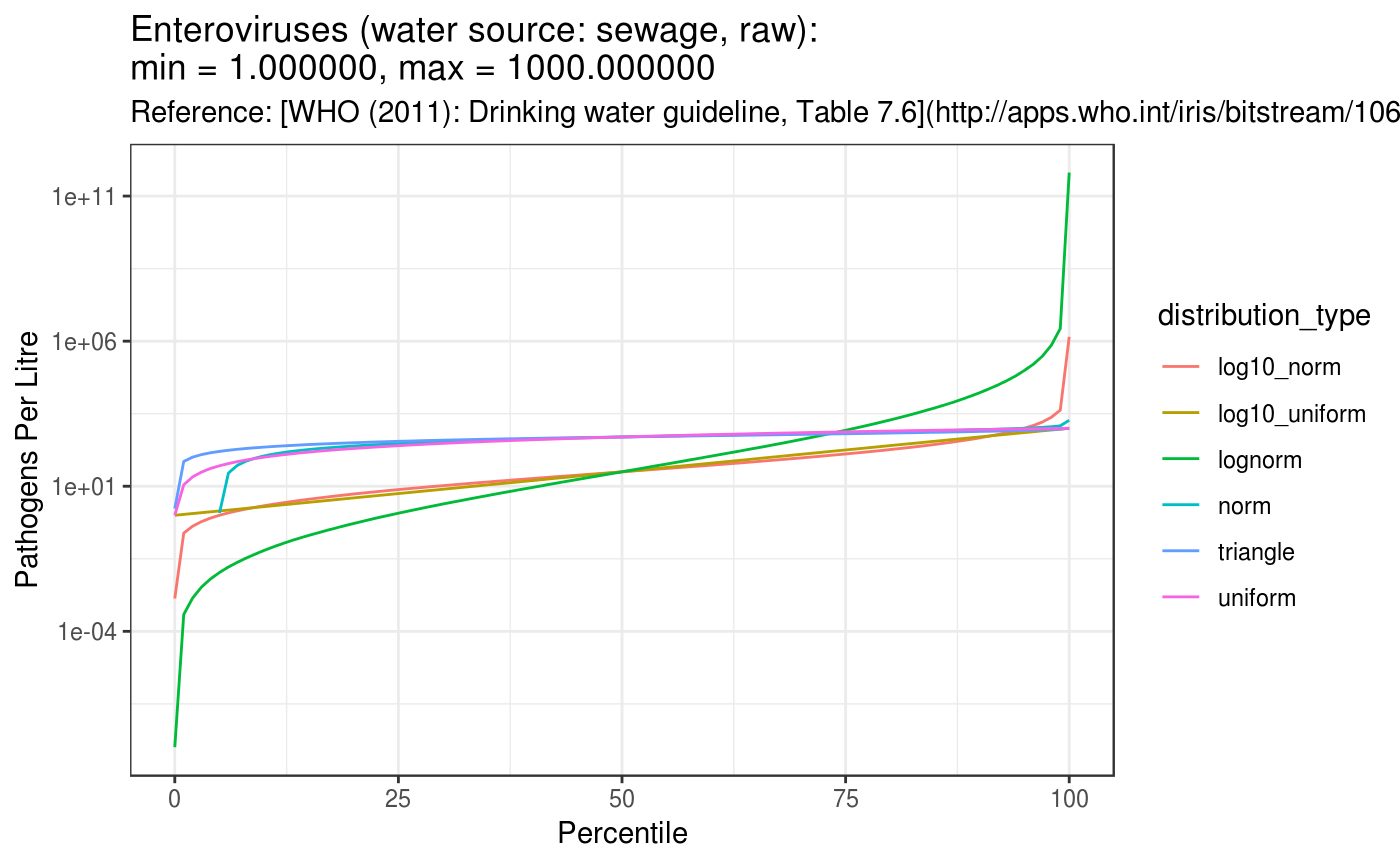 Enteroviruses (water source: sewage, raw):
min = 1.000000, max = 1000.000000
Reference: [WHO (2011): Drinking water guideline, Table 7.6](http://apps.who.int/iris/bitstream/106
1e+11
1e+06
1e+01
1e-04
Pathogens Per Litre
0 25 50 75 100
Percentile
distribution_type
log10_norm
log10_uniform
lognorm
norm
triangle
uniform